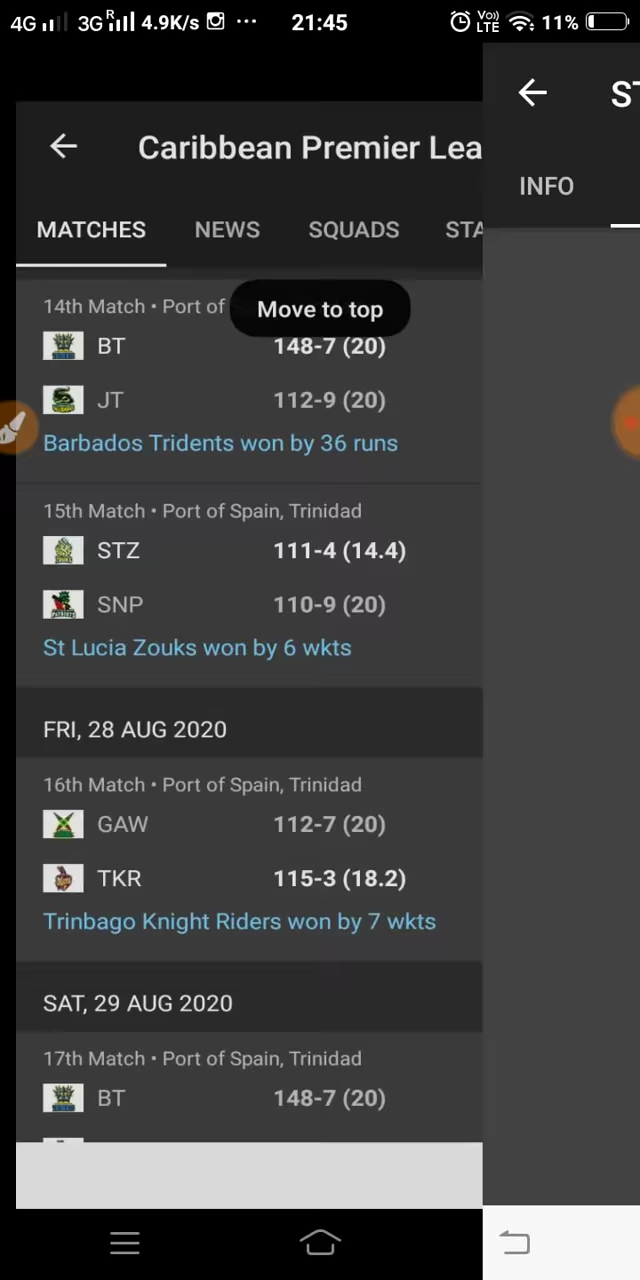 4G 3G R 4.9K/s ... 21:45 Vo) LTE 11%
← Caribbean Premier Lea
← ST
MATCHES NEWS SQUADS STA
INFO
14th Match • Port of
Move to top
BT 148-7 (20)
JT 112-9 (20)
Barbados Tridents won by 36 runs
15th Match • Port of Spain, Trinidad
STZ 111-4 (14.4)
SNP 110-9 (20)
St Lucia Zouks won by 6 wkts
FRI, 28 AUG 2020
16th Match • Port of Spain, Trinidad
GAW 112-7 (20)
TKR 115-3 (18.2)
Trinbago Knight Riders won by 7 wkts
SAT, 29 AUG 2020
17th Match • Port of Spain, Trinidad
BT 148-7 (20)